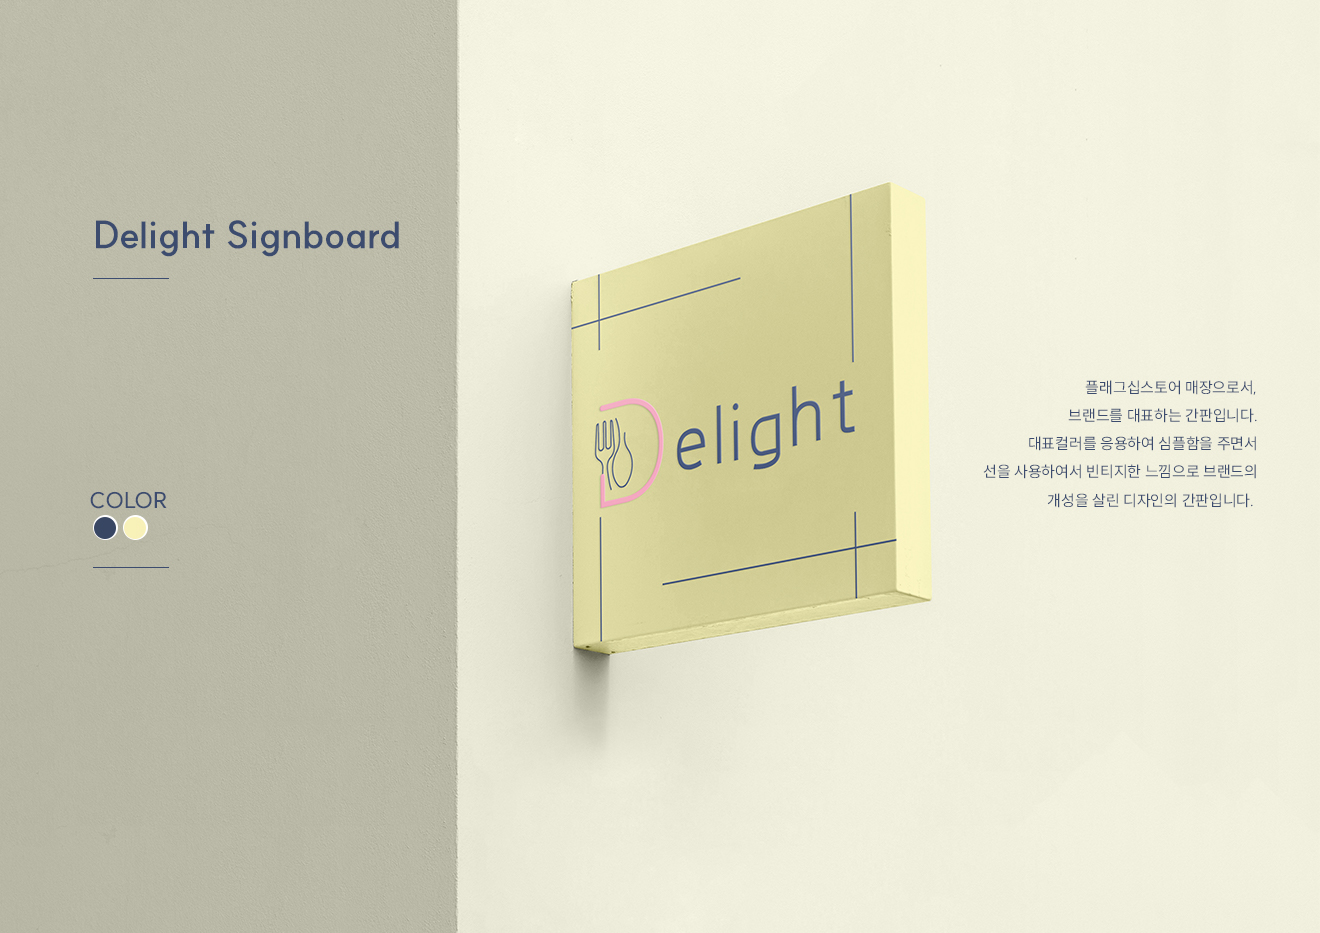 Delight Signboard
COLOR
Delight
플래그십스토어 매장으로서,
브랜드를 대표하는 간판입니다.
대표컬러를 응용하여 심플함을 주면서
선을 사용하여서 빈티지한 느낌으로 브랜드의
개성을 살린 디자인의 간판입니다.